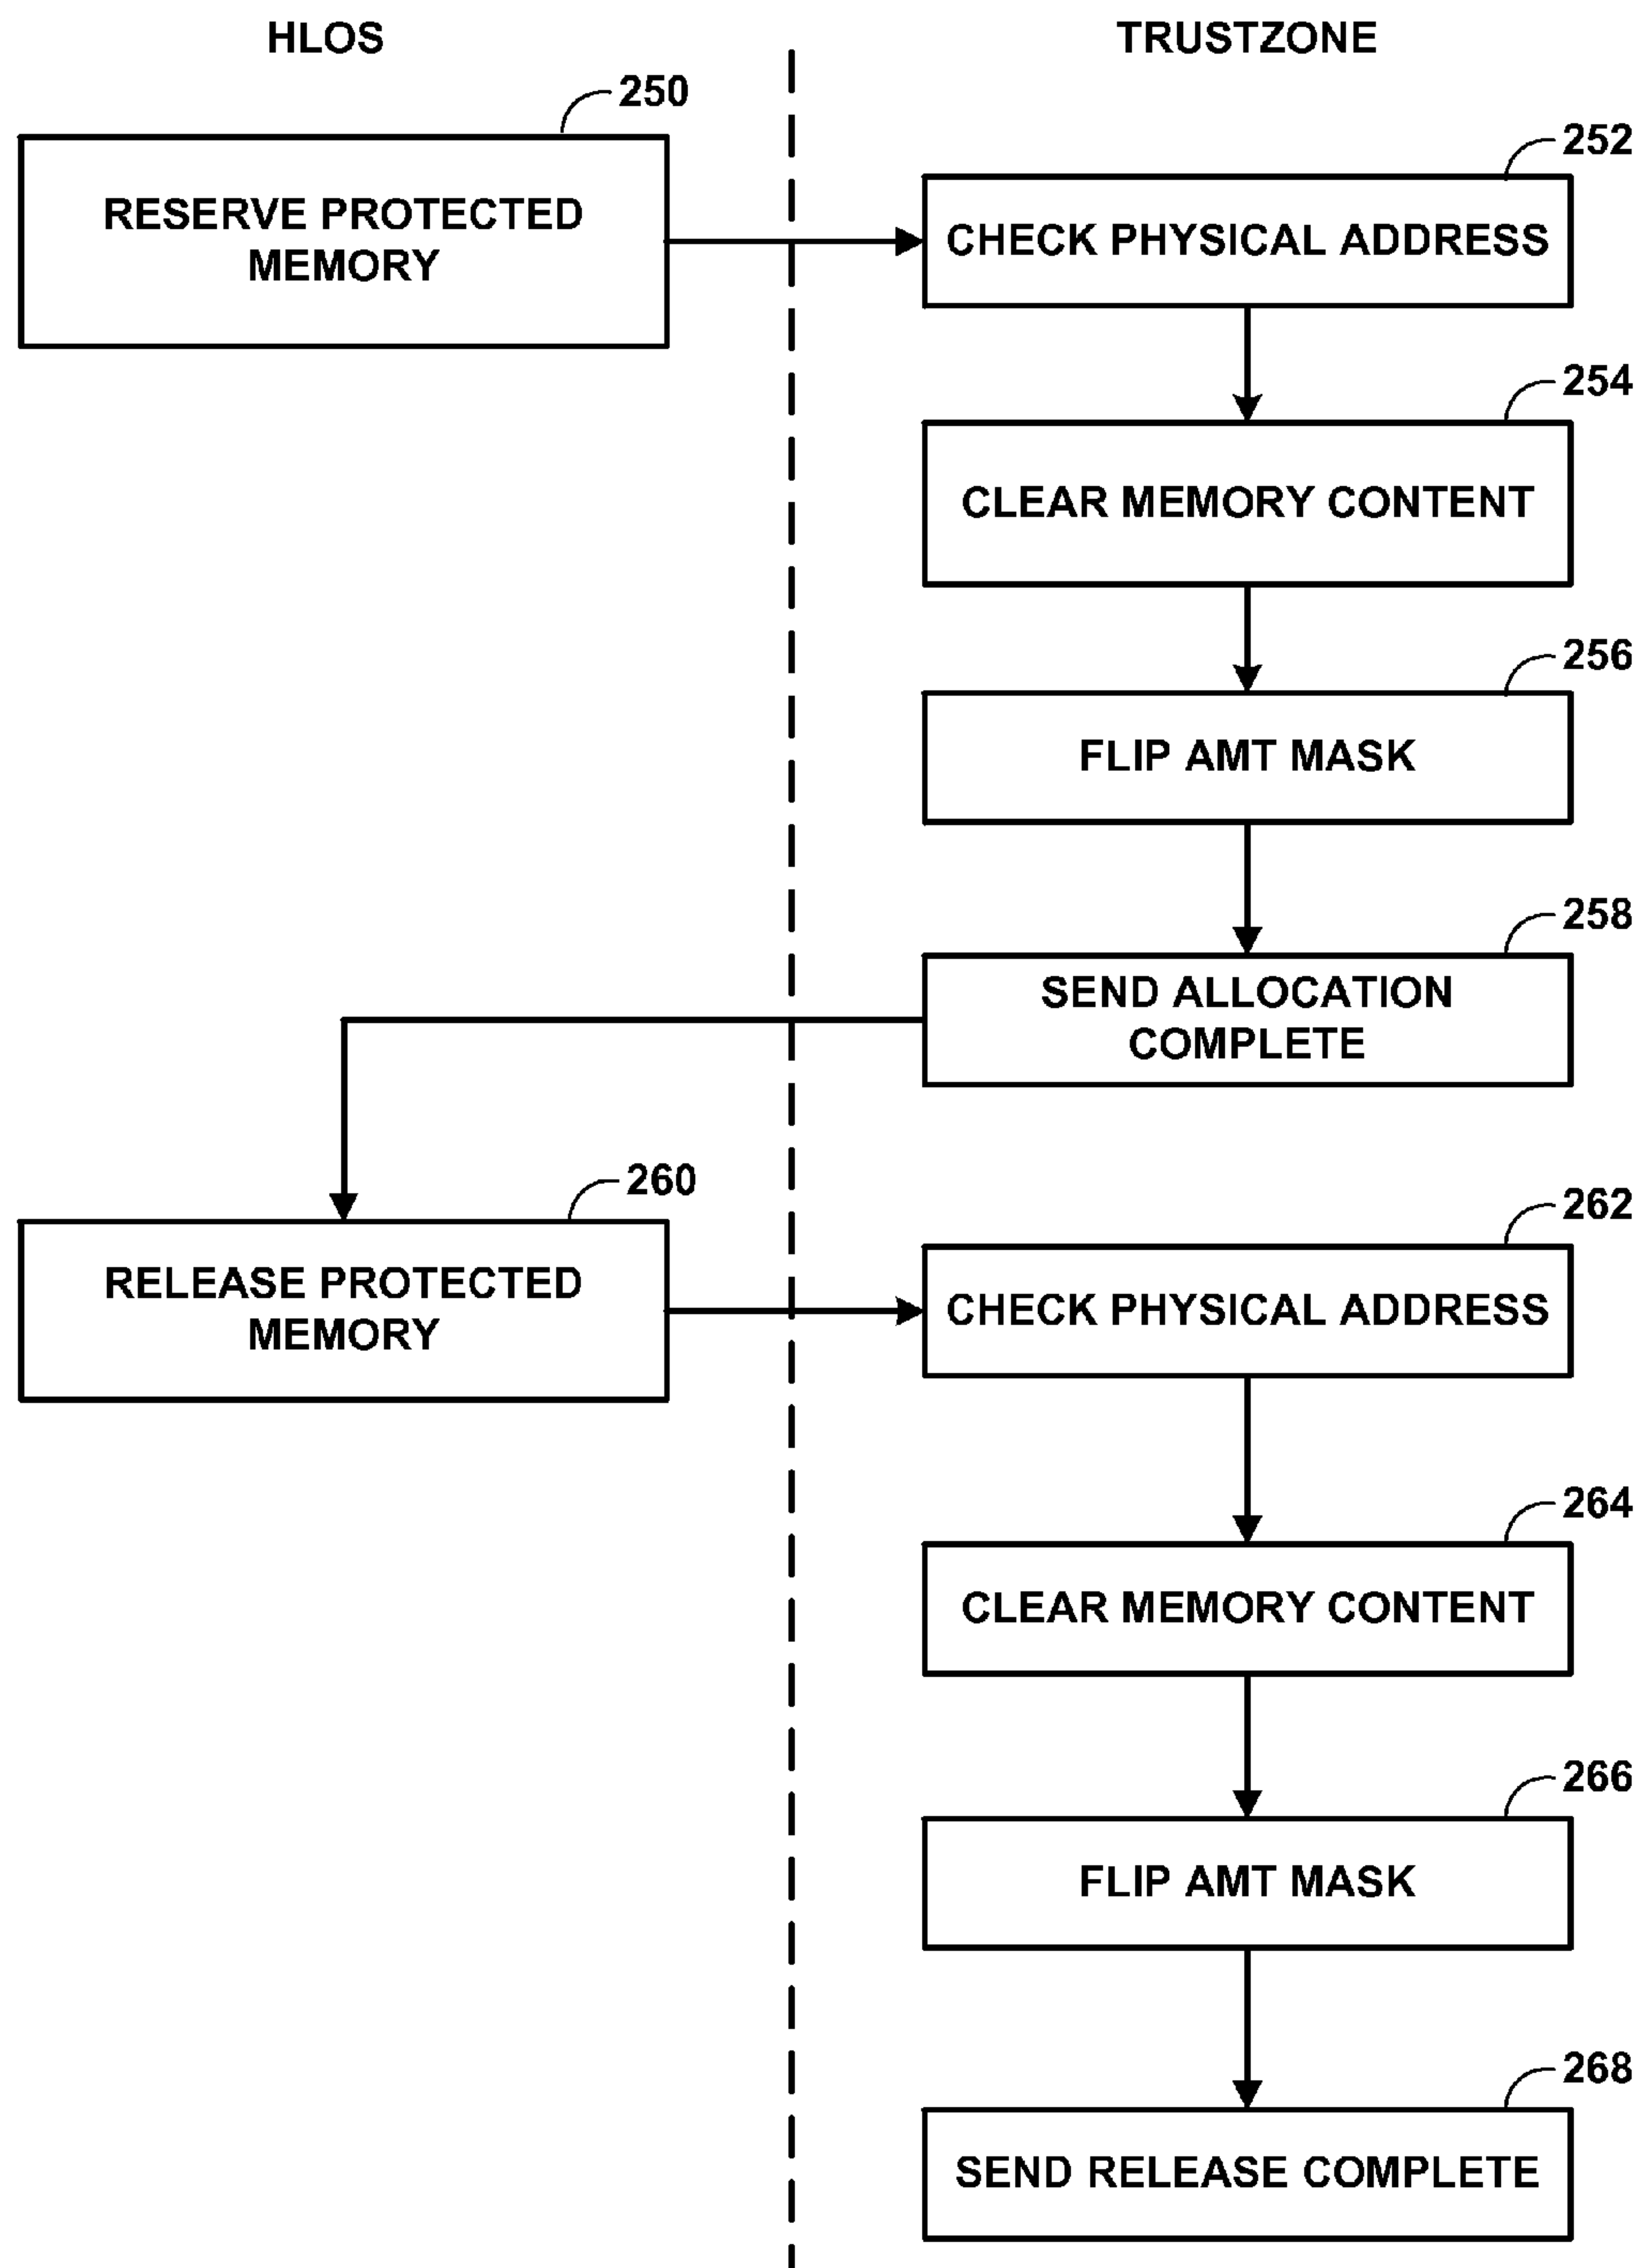 HLOS
TRUSTZONE
250
RESERVE PROTECTED
MEMORY
252
CHECK PHYSICAL ADDRESS
254
CLEAR MEMORY CONTENT
256
FLIP AMT MASK
258
SEND ALLOCATION
COMPLETE
260
RELEASE PROTECTED
MEMORY
262
CHECK PHYSICAL ADDRESS
264
CLEAR MEMORY CONTENT
266
FLIP AMT MASK
268
SEND RELEASE COMPLETE